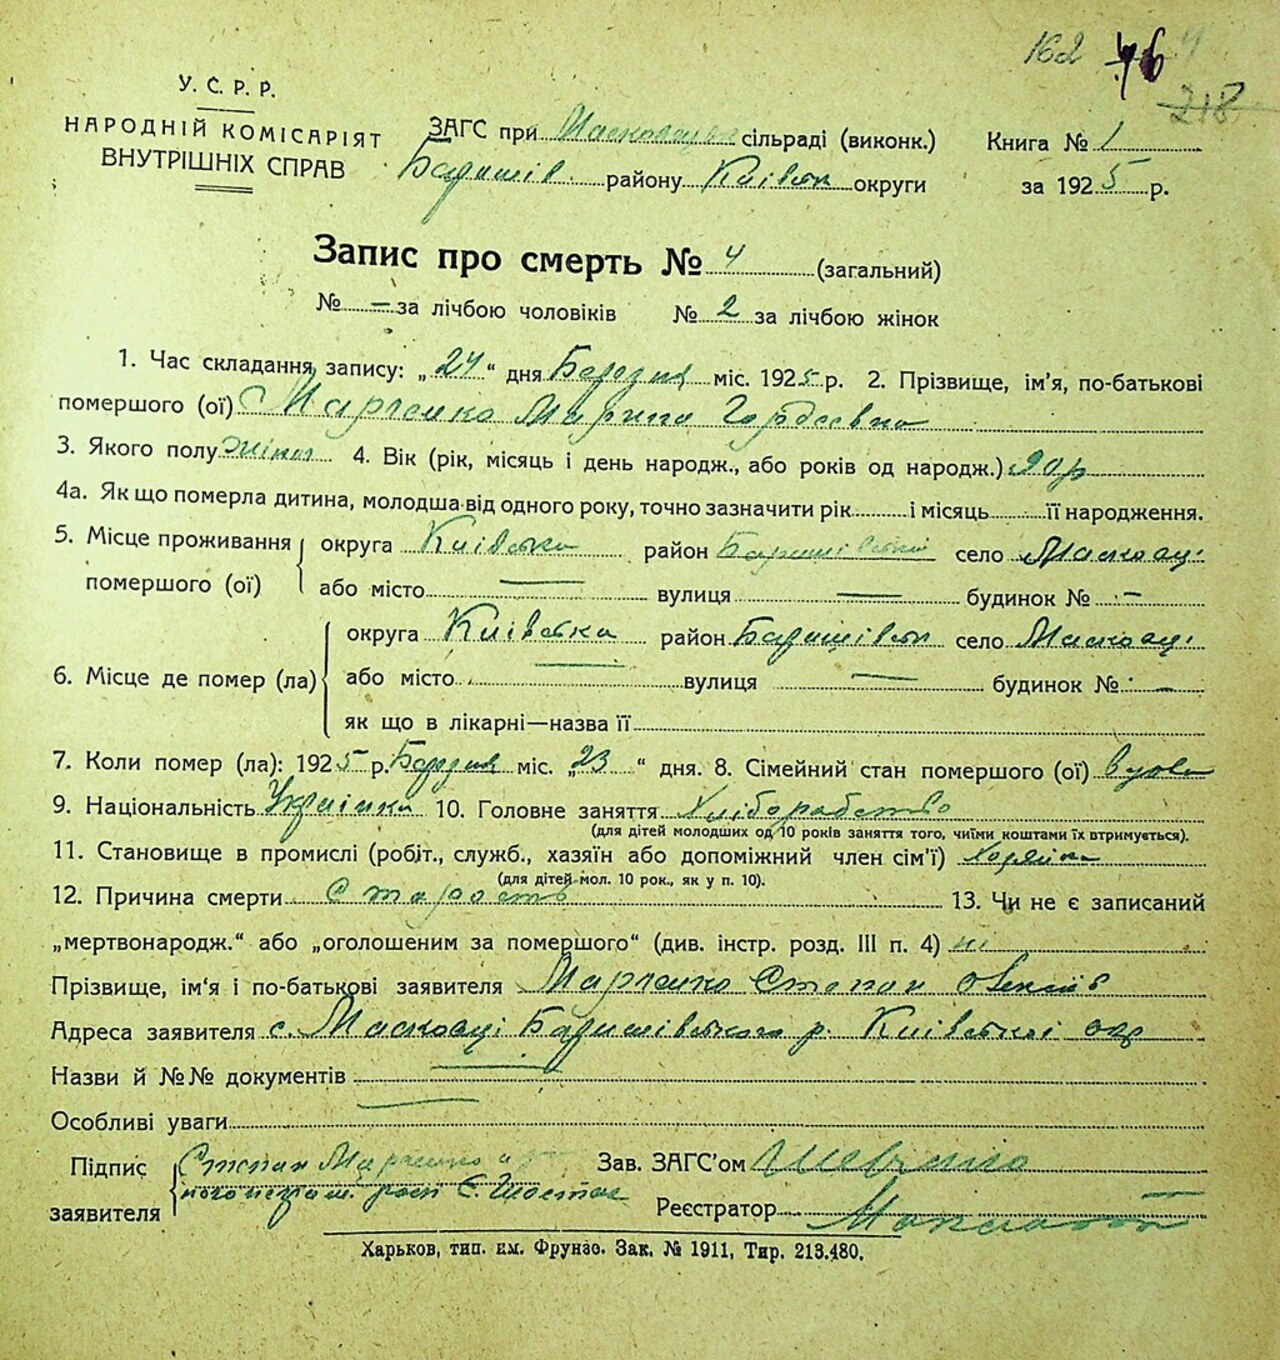 162 46 4
218
У. С. Р. Р.
НАРОДНІЙ КОМІСАРІЯТ
ВНУТРІШНІХ СПРАВ
ЗАГС при сільраді (виконк.)
Баришів. району Київськ округи
Книга № 1
за 1925 р.
Запис про смерть № 4 (загальний)
№ — за лічбою чоловіків № 2 за лічбою жінок
1. Час складання запису: „24“ дня Березня міс. 1925 р. 2. Прізвище, ім'я, по-батькові
помершого (ої) Марченко Марина Гордеевна
3. Якого полу жіноч 4. Вік (рік, місяць і день народж., або років од народж.) 90 р
4а. Як що померла дитина, молодша від одного року, точно зазначити рік і місяць її народження.
5. Місце проживання помершого (ої) округа Київська район Баришівський село Масковці
або місто — вулиця — будинок № —
6. Місце де помер (ла) округа Київська район Баришівськ село Масковці
або місто — вулиця — будинок № —
як що в лікарні—назва її
7. Коли помер (ла): 1925 р. Березня міс. „23“ дня. 8. Сімейний стан помершого (ої) вдова
9. Національність Українка 10. Головне заняття Хліборобство
(для дітей молодших од 10 років заняття того, чиїми коштами їх втримується).
11. Становище в промислі (робіт., служб., хазяїн або допоміжний член сім'ї) Хазяйка
(для дітей мол. 10 рок., як у п. 10).
12. Причина смерти Старость 13. Чи не є записаний
„мертвонародж.“ або „оголошеним за помершого“ (див. інстр. розд. III п. 4) ні
Прізвище, ім'я і по-батькові заявителя Марченко Степан
Адреса заявителя с. Масковці Баришівського р. Київської окр
Назви й №№ документів —
Особливі уваги —
Підпис заявителя Степан Марченко а
розп Є. Шостак
Зав. ЗАГС'ом Шевченко
Реєстратор
Харьков, тип. им. Фрунзе. Зак. № 1911, Тир. 213.480.